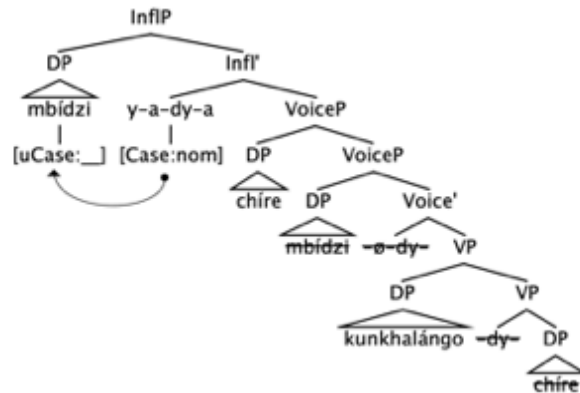 InflP
DP Infl'
mbídzi y-a-dy-a VoiceP
[uCase:__] [Case:nom] DP VoiceP
chíre DP Voice'
mbídzi -ø-dy- VP
DP VP
kunkhalángo -dy- DP
chíre